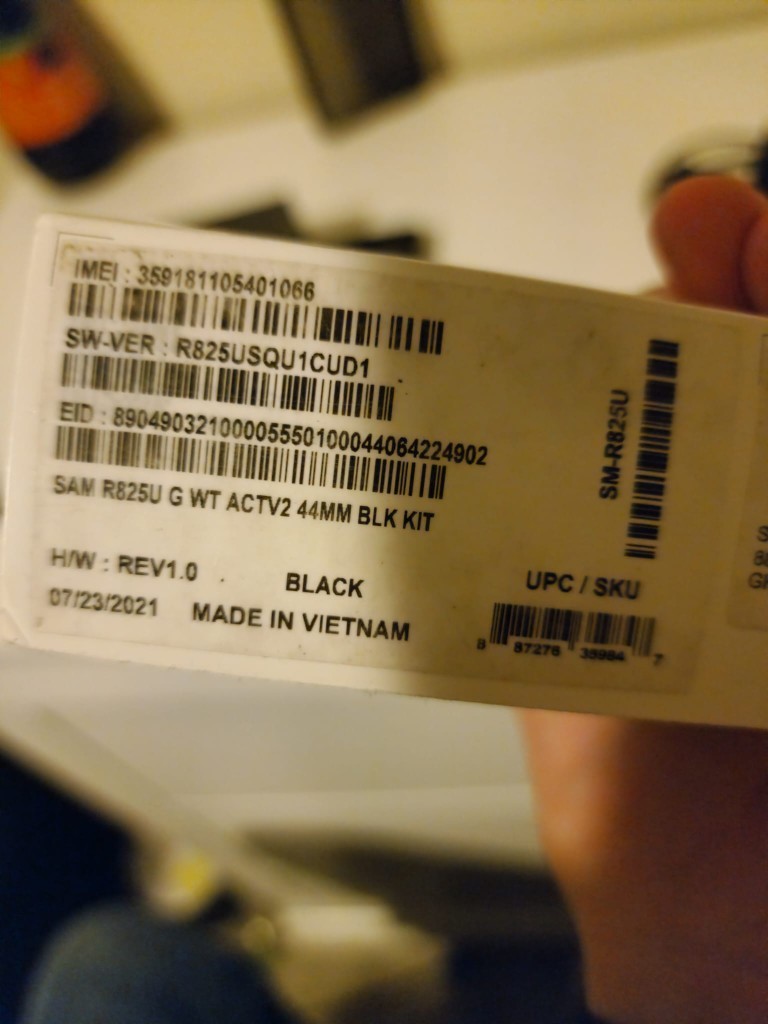 IMEI : 359181105401066
SW-VER : R825USQU1CUD1
EID : 89049032100005550100044064224902
SAM R825U G WT ACTV2 44MM BLK KIT
SM-R825U
H/W : REV1.0
BLACK
07/23/2021 MADE IN VIETNAM
UPC / SKU
8 87276 38984 7